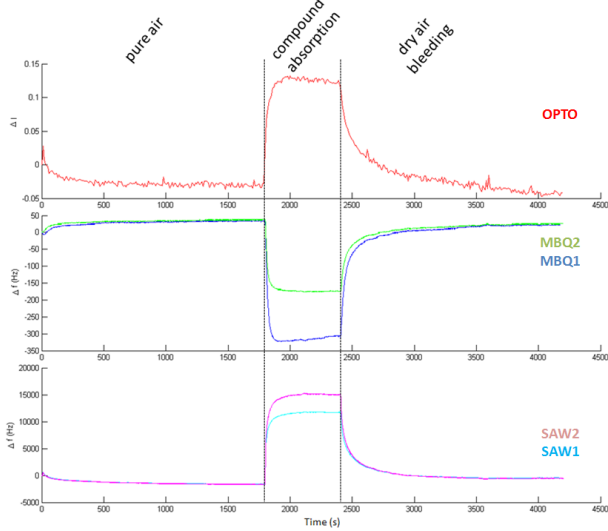 pure air
compound
absorption
dry air
bleeding
0.15
0.1
0.05
0
-0.05
Δ I
0 500 1000 1500 2000 2500 3000 3500 4000 4500
OPTO
50
0
-50
-100
-150
-200
-250
-300
-350
Δ f (Hz)
0 500 1000 1500 2000 2500 3000 3500 4000 4500
MBQ2
MBQ1
20000
15000
10000
5000
0
-5000
Δ f (Hz)
0 500 1000 1500 2000 2500 3000 3500 4000 4500
SAW2
SAW1
Time (s)